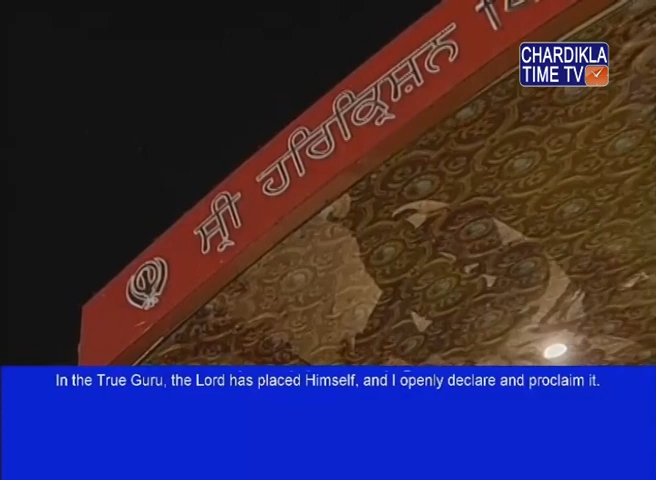 CHARDIKLA
TIME TV
ਸ੍ਰੀ ਹਰਿਕ੍ਰਿਸ਼ਨ
In the True Guru, the Lord has placed Himself, and I openly declare and proclaim it.